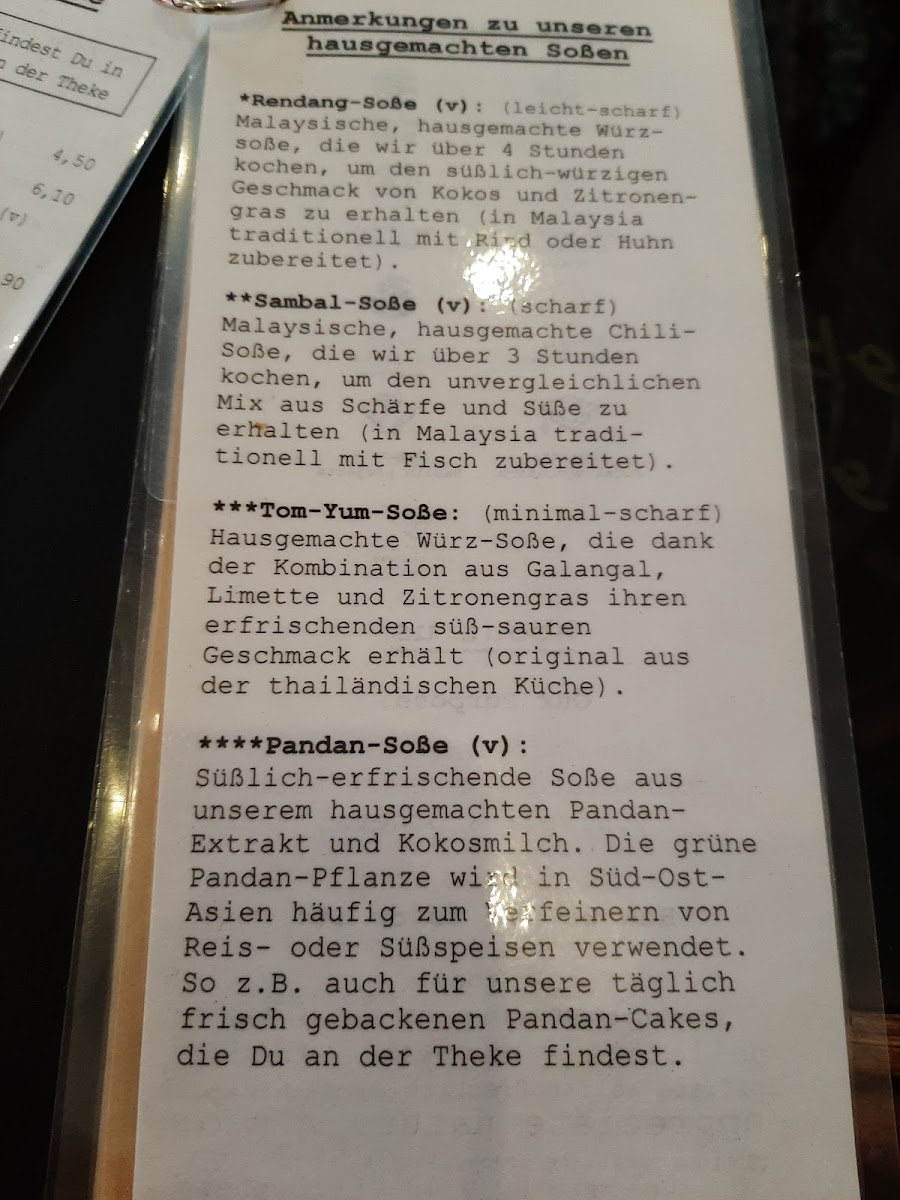 findest Du in
der Theke
4,50
6,10
(v)
90
Anmerkungen zu unseren
hausgemachten Soßen
*Rendang-Soße (v): (leicht-scharf)
Malaysische, hausgemachte Würz-
soße, die wir über 4 Stunden
kochen, um den süßlich-würzigen
Geschmack von Kokos und Zitronen-
gras zu erhalten (in Malaysia
traditionell mit Rind oder Huhn
zubereitet).
**Sambal-Soße (v): (scharf)
Malaysische, hausgemachte Chili-
Soße, die wir über 3 Stunden
kochen, um den unvergleichlichen
Mix aus Schärfe und Süße zu
erhalten (in Malaysia tradi-
tionell mit Fisch zubereitet).
***Tom-Yum-Soße: (minimal-scharf)
Hausgemachte Würz-Soße, die dank
der Kombination aus Galangal,
Limette und Zitronengras ihren
erfrischenden süß-sauren
Geschmack erhält (original aus
der thailändischen Küche).
****Pandan-Soße (v):
Süßlich-erfrischende Soße aus
unserem hausgemachten Pandan-
Extrakt und Kokosmilch. Die grüne
Pandan-Pflanze wird in Süd-Ost-
Asien häufig zum Verfeinern von
Reis- oder Süßspeisen verwendet.
So z.B. auch für unsere täglich
frisch gebackenen Pandan-Cakes,
die Du an der Theke findest.